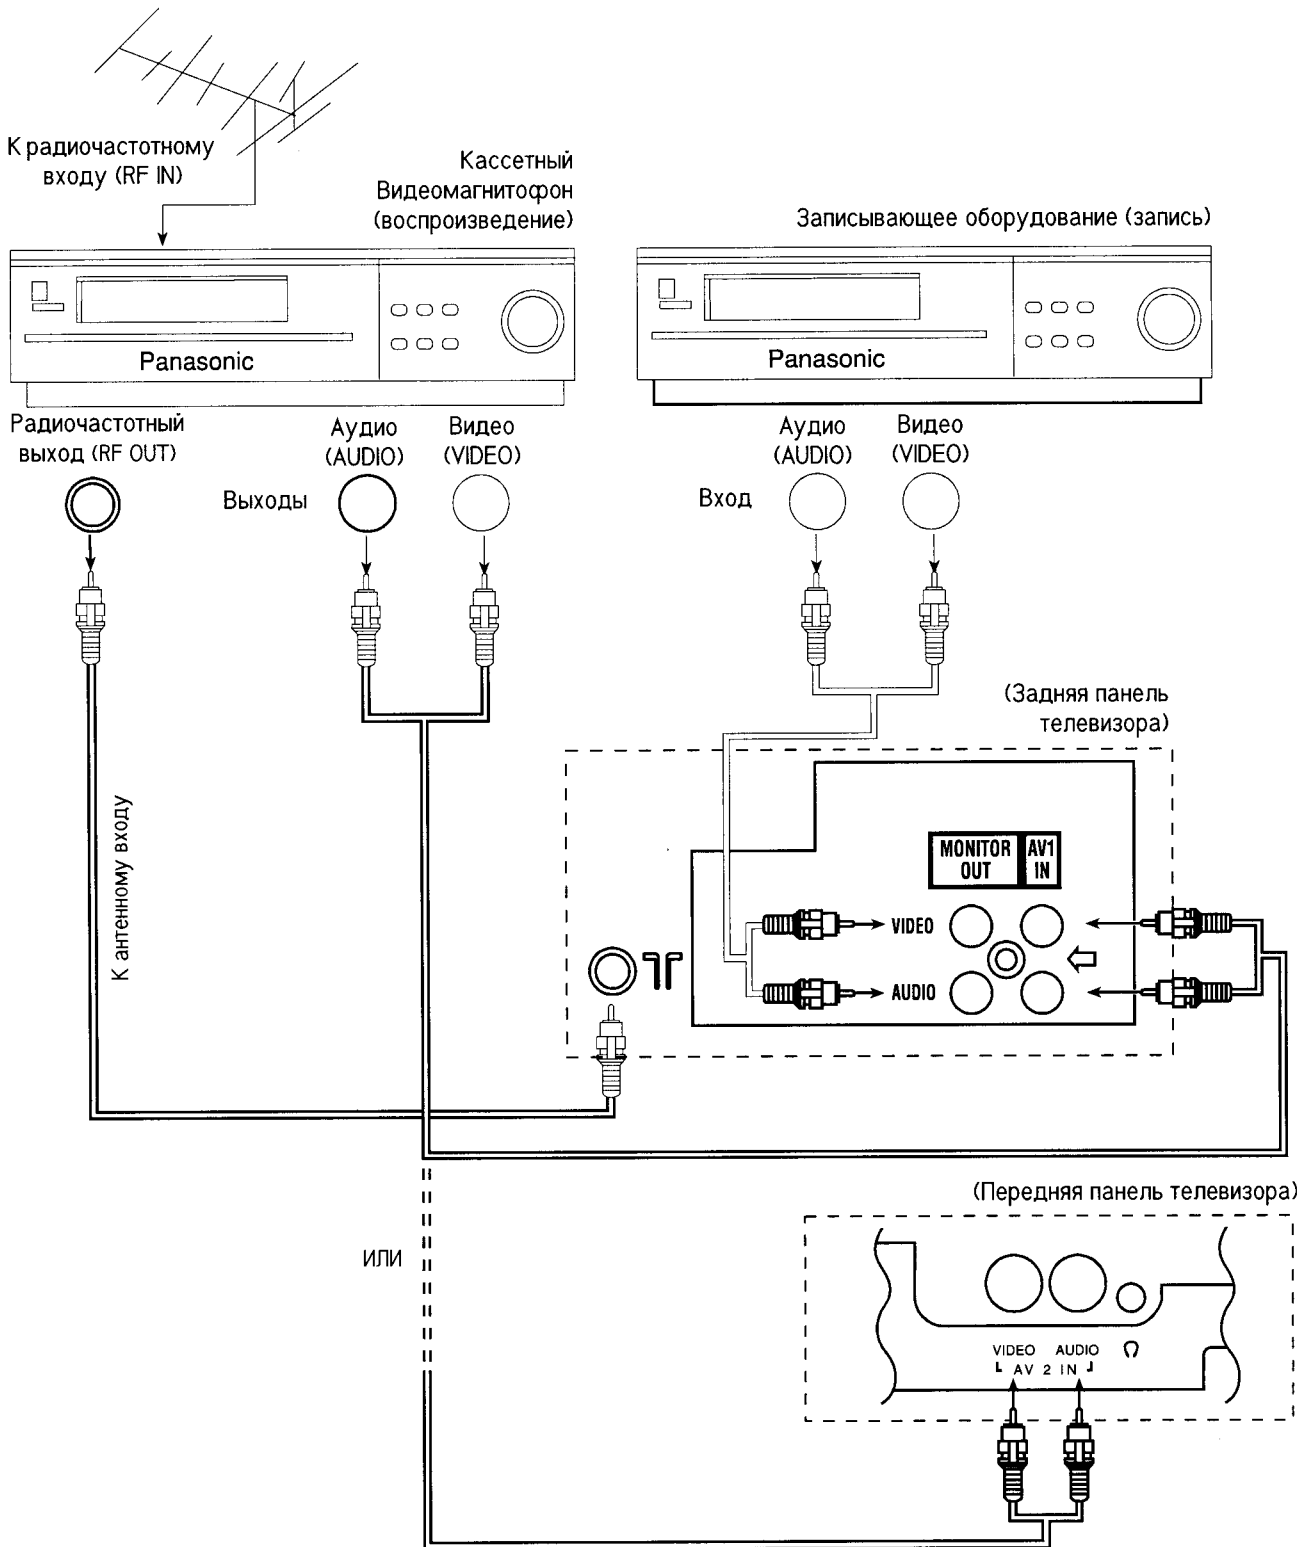 К радиочастотному
входу (RF IN)
Кассетный
Видеомагнитофон
(воспроизведение)
Записывающее оборудование (запись)
Panasonic
Panasonic
Радиочастотный
выход (RF OUT)
Аудио
(AUDIO)
Видео
(VIDEO)
Выходы
Аудио
(AUDIO)
Видео
(VIDEO)
Вход
(Задняя панель
телевизора)
К антенному входу
MONITOR
OUT
AV1
IN
VIDEO
AUDIO
(Передняя панель телевизора)
ИЛИ
VIDEO AUDIO
AV 2 IN